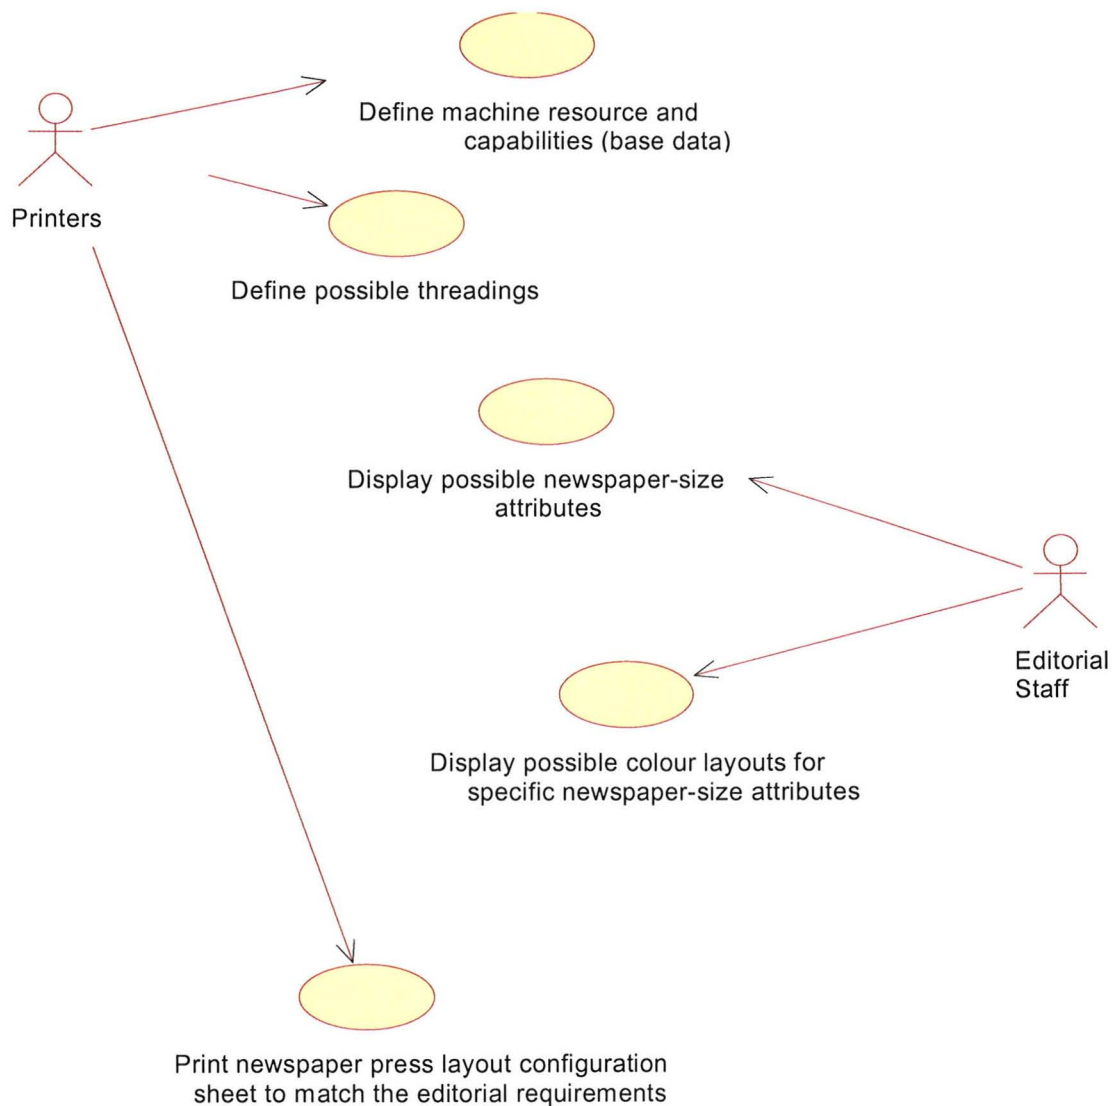 Define machine resource and
capabilities (base data)
Printers
Define possible threadings
Display possible newspaper-size
attributes
Editorial
Staff
Display possible colour layouts for
specific newspaper-size attributes
Print newspaper press layout configuration
sheet to match the editorial requirements